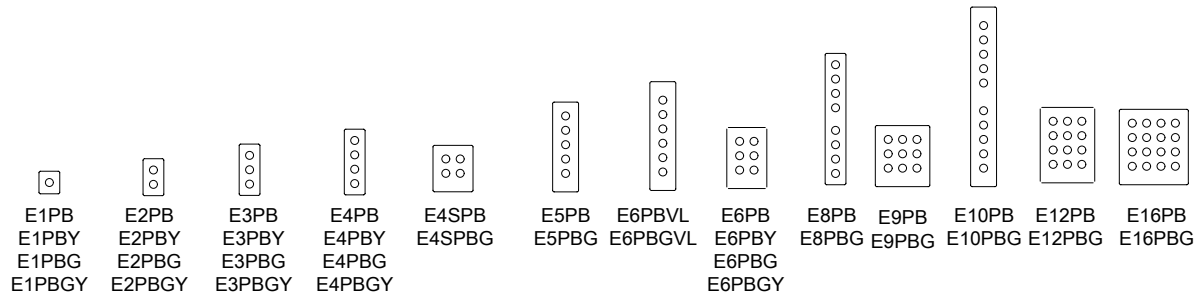 E1PB E2PB E3PB E4PB E4SPB E5PB E6PBVL E6PB E8PB E9PB E10PB E12PB E16PB
E1PBY E2PBY E3PBY E4PBY E4SPBG E5PBG E6PBGVL E6PBY E8PBG E9PBG E10PBG E12PBG E16PBG
E1PBG E2PBG E3PBG E4PBG E6PBG
E1PBGY E2PBGY E3PBGY E4PBGY E6PBGY